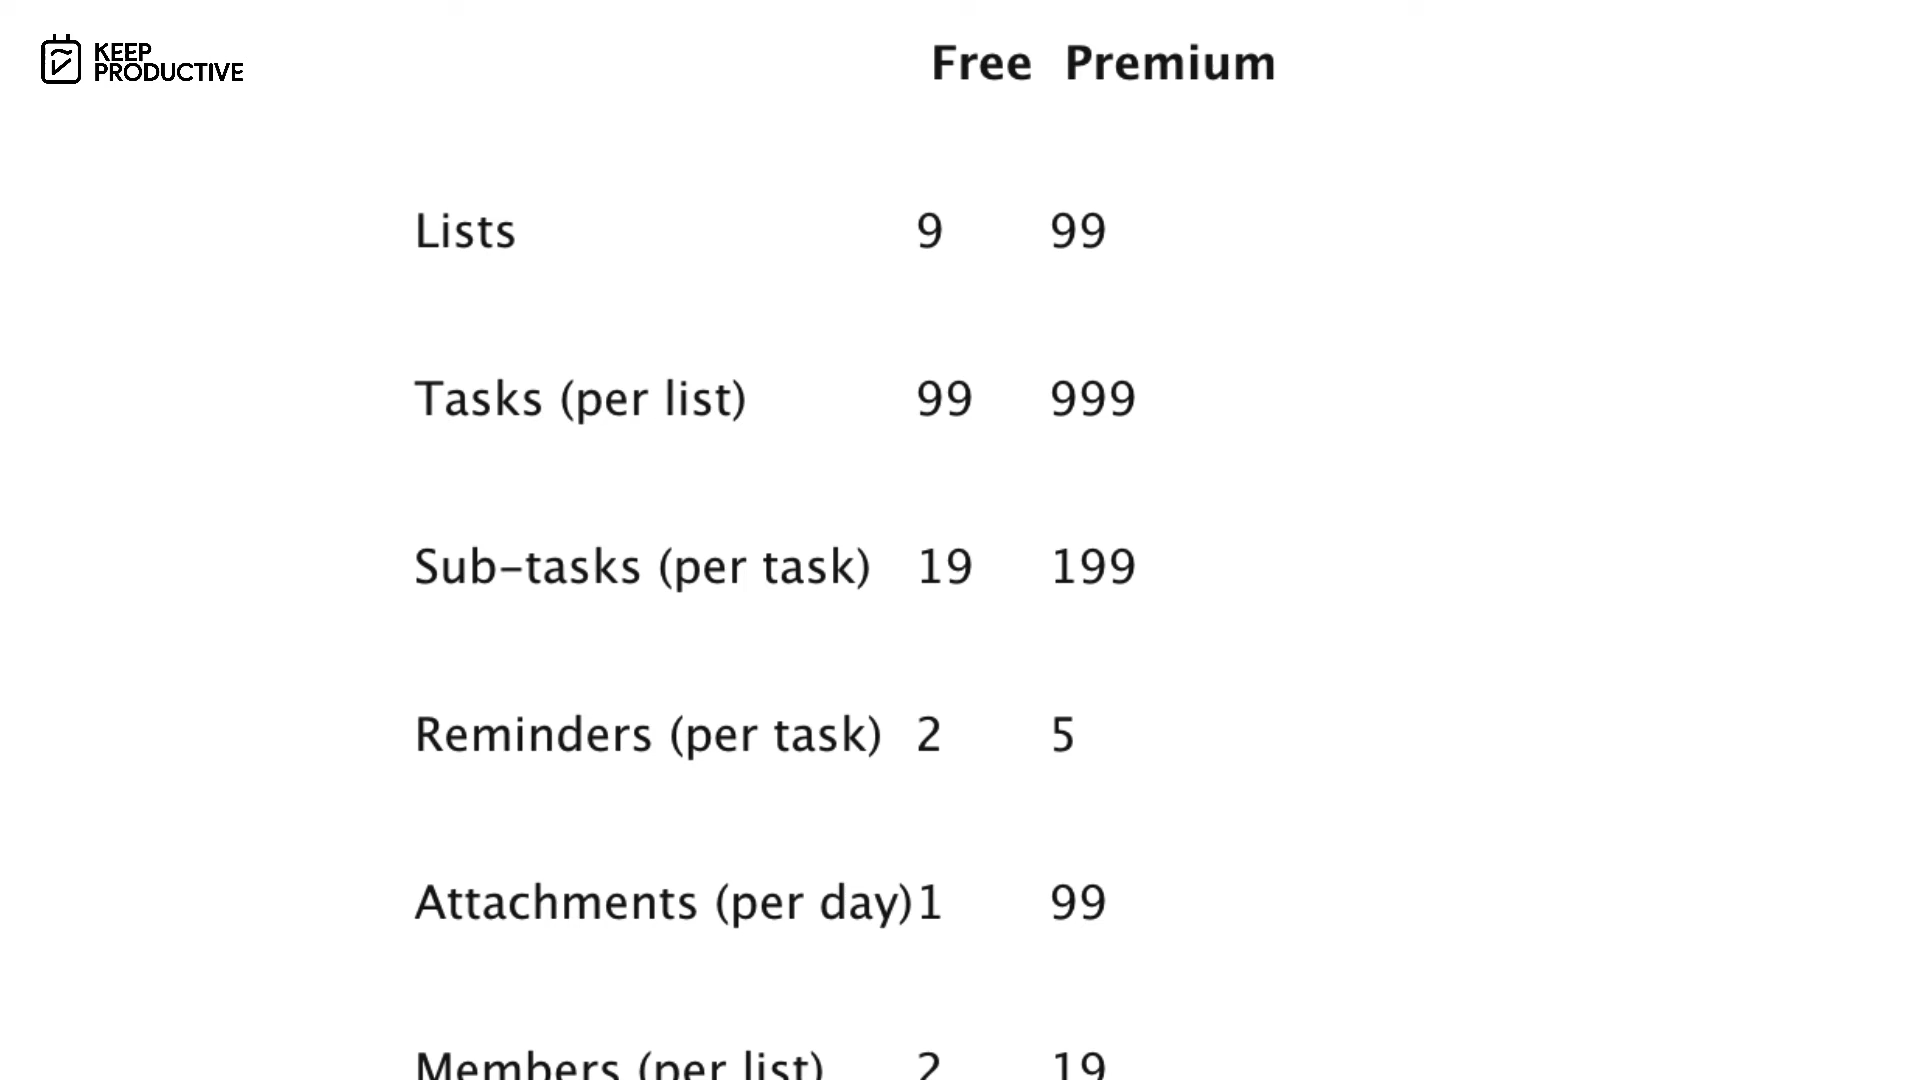 KEEP
PRODUCTIVE
Free Premium
Lists 9 99
Tasks (per list) 99 999
Sub-tasks (per task) 19 199
Reminders (per task) 2 5
Attachments (per day) 1 99
Members (per list) 2 19